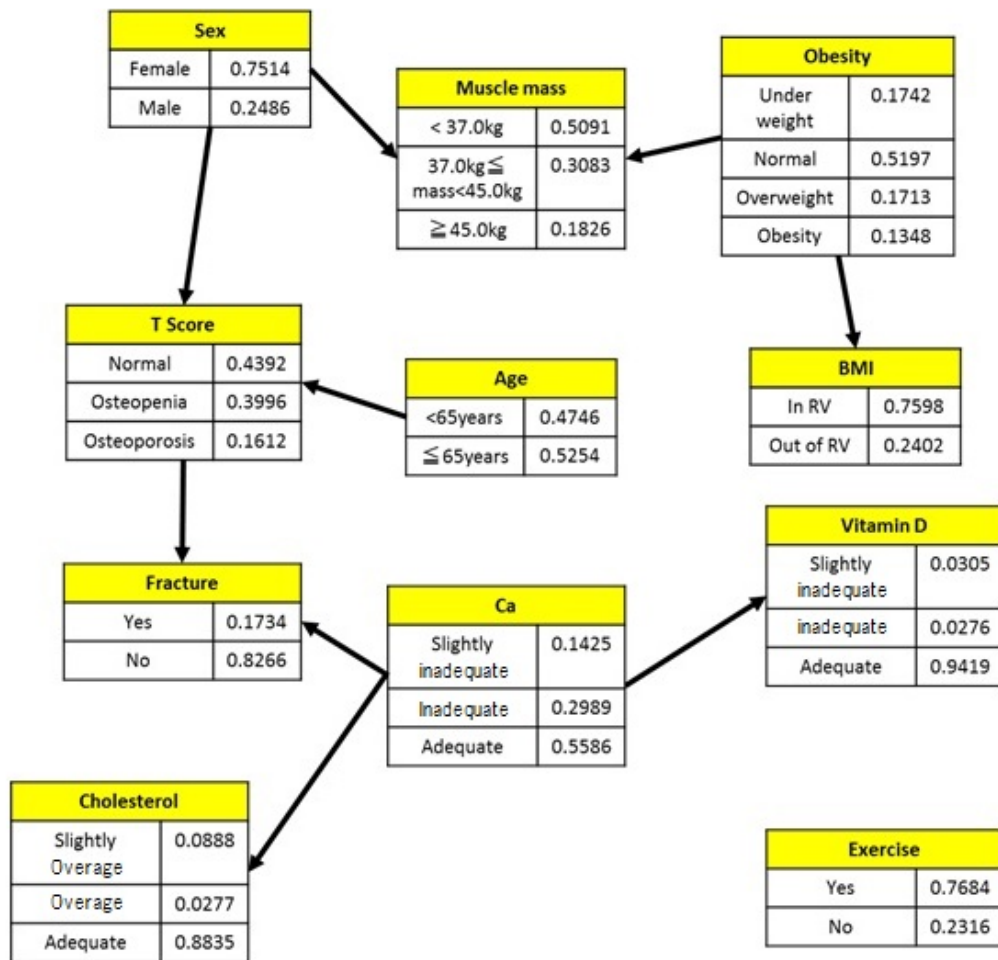 Sex
Female 0.7514
Male 0.2486
Muscle mass
< 37.0kg 0.5091
37.0kg≦ 0.3083
mass<45.0kg
≧ 45.0kg 0.1826
Obesity
Under 0.1742
weight
Normal 0.5197
Overweight 0.1713
Obesity 0.1348
T Score
Normal 0.4392
Osteopenia 0.3996
Osteoporosis 0.1612
Age
<65years 0.4746
≦ 65years 0.5254
BMI
In RV 0.7598
Out of RV 0.2402
Fracture
Yes 0.1734
No 0.8266
Ca
Slightly 0.1425
inadequate
Inadequate 0.2989
Adequate 0.5586
Vitamin D
Slightly 0.0305
inadequate
inadequate 0.0276
Adequate 0.9419
Cholesterol
Slightly 0.0888
Overage
Overage 0.0277
Adequate 0.8835
Exercise
Yes 0.7684
No 0.2316